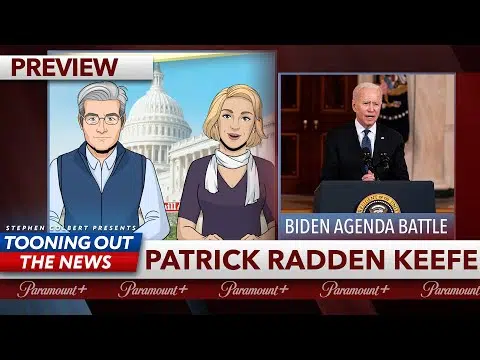 PREVIEW
BIDEN AGENDA BATTLE
STEPHEN COLBERT PRESENTS
TOONING OUT
THE NEWS
PATRICK RADDEN KEEFE
Paramount+ Paramount+ Paramount+ Paramount+ Paramount+